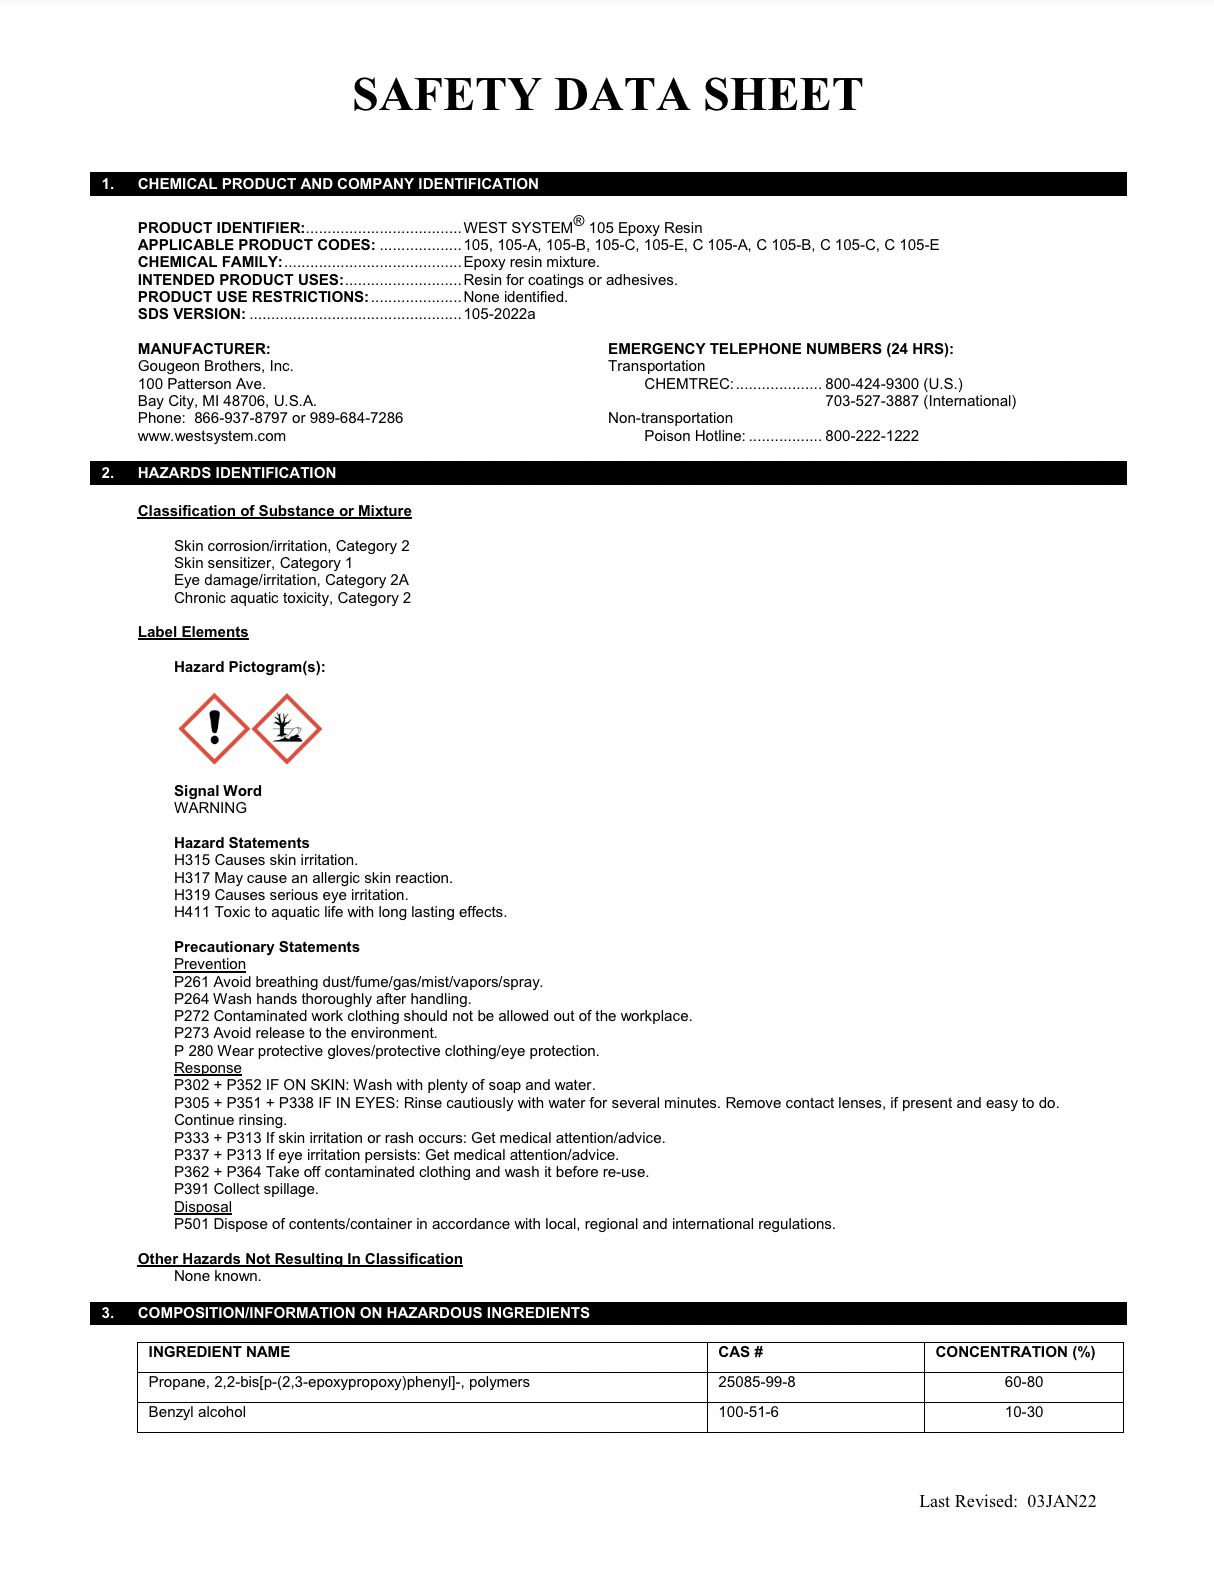 SAFETY DATA SHEET
1. CHEMICAL PRODUCT AND COMPANY IDENTIFICATION
PRODUCT IDENTIFIER:.................................... WEST SYSTEM® 105 Epoxy Resin
APPLICABLE PRODUCT CODES: ................... 105, 105-A, 105-B, 105-C, 105-E, C 105-A, C 105-B, C 105-C, C 105-E
CHEMICAL FAMILY:......................................... Epoxy resin mixture.
INTENDED PRODUCT USES:........................... Resin for coatings or adhesives.
PRODUCT USE RESTRICTIONS:..................... None identified.
SDS VERSION: ................................................. 105-2022a
MANUFACTURER:
Gougeon Brothers, Inc.
100 Patterson Ave.
Bay City, MI 48706, U.S.A.
Phone: 866-937-8797 or 989-684-7286
www.westsystem.com
EMERGENCY TELEPHONE NUMBERS (24 HRS):
Transportation
CHEMTREC:.................... 800-424-9300 (U.S.)
703-527-3887 (International)
Non-transportation
Poison Hotline: ................. 800-222-1222
2. HAZARDS IDENTIFICATION
Classification of Substance or Mixture
Skin corrosion/irritation, Category 2
Skin sensitizer, Category 1
Eye damage/irritation, Category 2A
Chronic aquatic toxicity, Category 2
Label Elements
Hazard Pictogram(s):
Signal Word
WARNING
Hazard Statements
H315 Causes skin irritation.
H317 May cause an allergic skin reaction.
H319 Causes serious eye irritation.
H411 Toxic to aquatic life with long lasting effects.
Precautionary Statements
Prevention
P261 Avoid breathing dust/fume/gas/mist/vapors/spray.
P264 Wash hands thoroughly after handling.
P272 Contaminated work clothing should not be allowed out of the workplace.
P273 Avoid release to the environment.
P 280 Wear protective gloves/protective clothing/eye protection.
Response
P302 + P352 IF ON SKIN: Wash with plenty of soap and water.
P305 + P351 + P338 IF IN EYES: Rinse cautiously with water for several minutes. Remove contact lenses, if present and easy to do.
Continue rinsing.
P333 + P313 If skin irritation or rash occurs: Get medical attention/advice.
P337 + P313 If eye irritation persists: Get medical attention/advice.
P362 + P364 Take off contaminated clothing and wash it before re-use.
P391 Collect spillage.
Disposal
P501 Dispose of contents/container in accordance with local, regional and international regulations.
Other Hazards Not Resulting In Classification
None known.
3. COMPOSITION/INFORMATION ON HAZARDOUS INGREDIENTS
INGREDIENT NAME CAS # CONCENTRATION (%)
Propane, 2,2-bis[p-(2,3-epoxypropoxy)phenyl]-, polymers 25085-99-8 60-80
Benzyl alcohol 100-51-6 10-30
Last Revised: 03JAN22